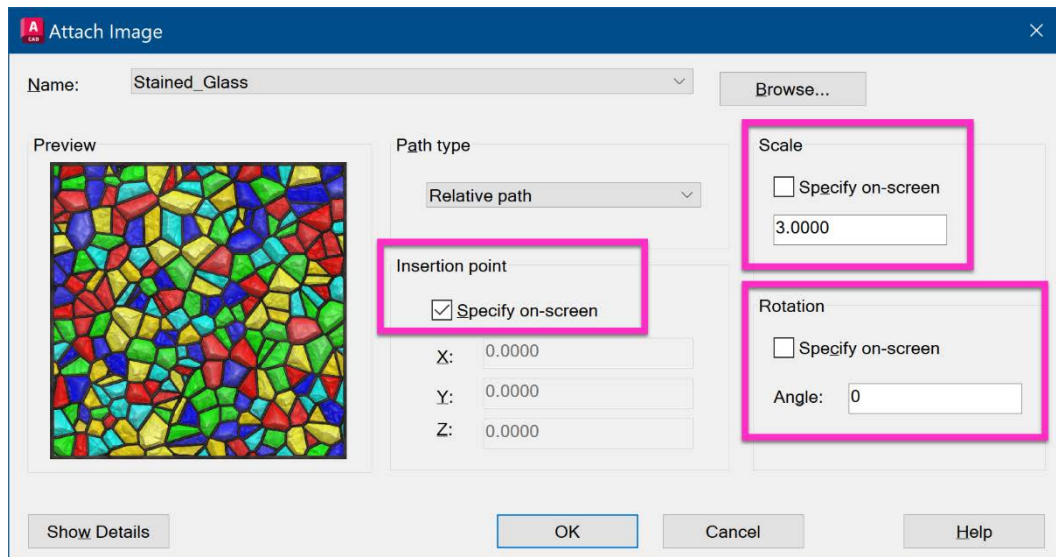 A
CAD
Attach Image
Name:
Stained_Glass
Browse...
Preview
Path type
Relative path
Insertion point
Specify on-screen
X:
0.0000
Y:
0.0000
Z:
0.0000
Scale
Specify on-screen
3.0000
Rotation
Specify on-screen
Angle:
0
Show Details
OK
Cancel
Help